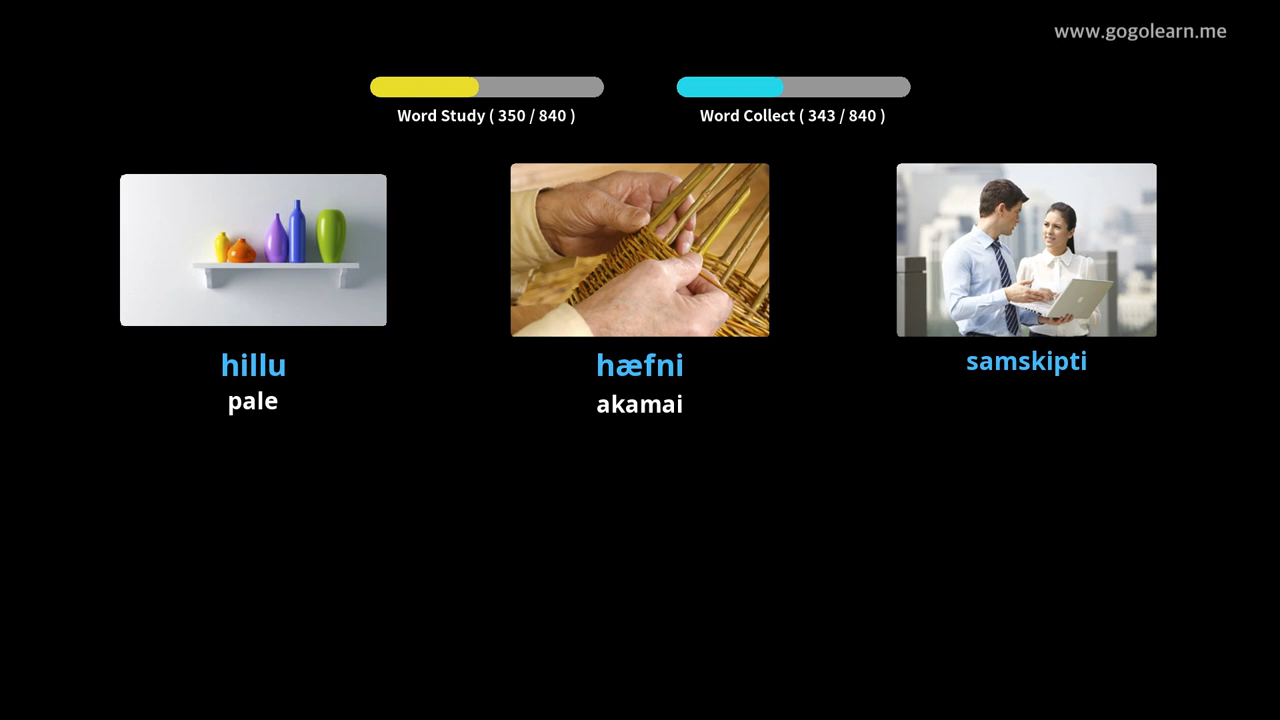 www.gogolearn.me
Word Study ( 350 / 840 )
Word Collect ( 343 / 840 )
hillu
pale
hæfni
akamai
samskipti